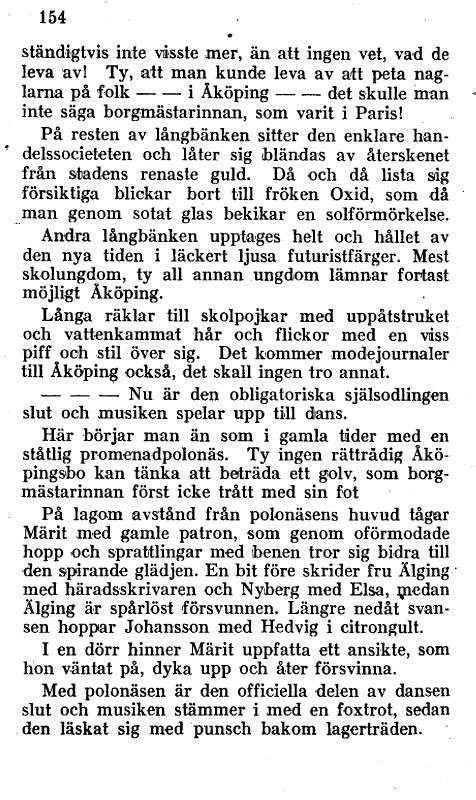 154
ständigtvis inte visste mer, än att ingen vet, vad de
leva av! Ty, att man kunde leva av att peta nag-
larna på folk — — i Åköping — — det skulle man
inte säga borgmästarinnan, som varit i Paris!
På resten av långbänken sitter den enklare han-
delssocieteten och låter sig bländas av återskenet
från stadens renaste guld. Då och då lista sig
försiktiga blickar bort till fröken Oxid, som då
man genom sotat glas bekikar en solförmörkelse.
Andra långbänken upptages helt och hållet av
den nya tiden i läckert ljusa futuristfärger. Mest
skolungdom, ty all annan ungdom lämnar fortast
möjligt Åköping.
Långa räklar till skolpojkar med uppåtstruket
och vattenkammat hår och flickor med en viss
piff och stil över sig. Det kommer modejournaler
till Åköping också, det skall ingen tro annat.
— — — Nu är den obligatoriska själsodlingen
slut och musiken spelar upp till dans.
Här börjar man än som i gamla tider med en
ståtlig promenadpolonäs. Ty ingen rättrådig Åkö-
pingsbo kan tänka att beträda ett golv, som borg-
mästarinnan först icke trått med sin fot
På lagom avstånd från polonäsens huvud tågar
Märit med gamle patron, som genom oförmodade
hopp och sprattlingar med benen tror sig bidra till
den spirande glädjen. En bit före skrider fru Älging
med häradsskrivaren och Nyberg med Elsa, medan
Älging är spårlöst försvunnen. Längre nedåt svan-
sen hoppar Johansson med Hedvig i citrongult.
I en dörr hinner Märit uppfatta ett ansikte, som
hon väntat på, dyka upp och åter försvinna.
Med polonäsen är den officiella delen av dansen
slut och musiken stämmer i med en foxtrot, sedan
den läskat sig med punsch bakom lagerträden.